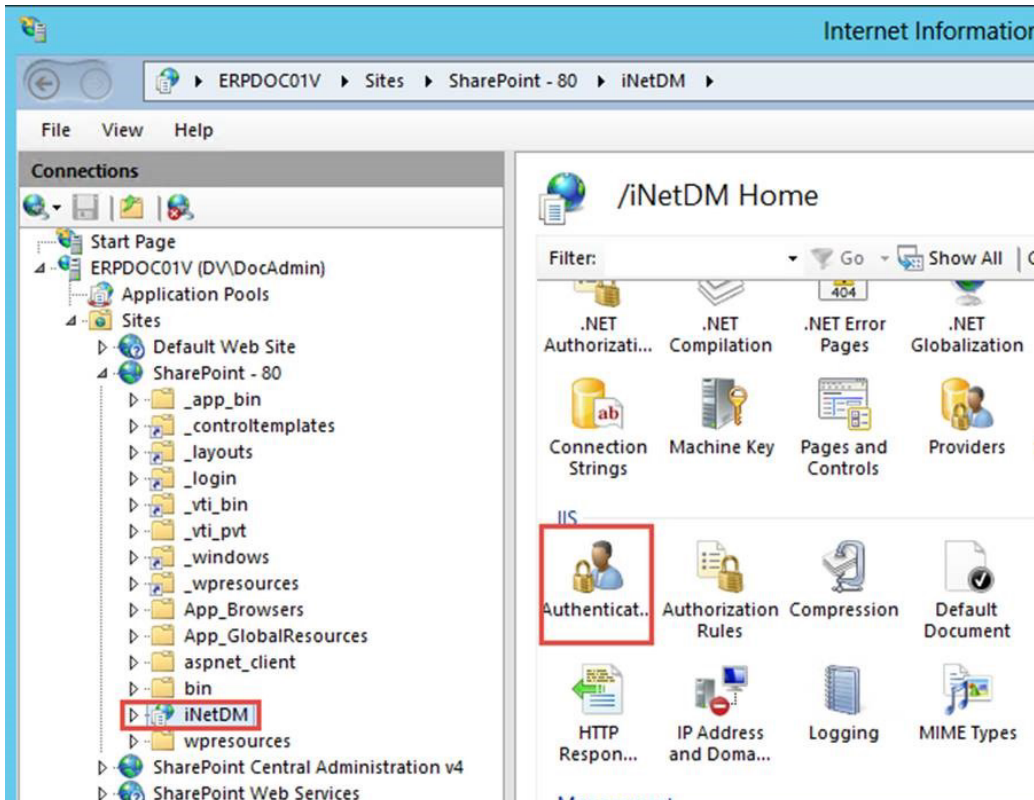 Internet Information
ERPDOC01V ▸ Sites ▸ SharePoint - 80 ▸ iNetDM ▸
File View Help
Connections
Start Page
ERPDOC01V (DV\DocAdmin)
Application Pools
Sites
Default Web Site
SharePoint - 80
_app_bin
_controltemplates
_layouts
_login
_vti_bin
_vti_pvt
_windows
_wpresources
App_Browsers
App_GlobalResources
aspnet_client
bin
iNetDM
wpresources
SharePoint Central Administration v4
SharePoint Web Services
/iNetDM Home
Filter: Go Show All
404
.NET .NET .NET Error .NET
Authorizati... Compilation Pages Globalization
ab
Connection Machine Key Pages and Providers
Strings Controls
IIS
Authenticat... Authorization Compression Default
Rules Document
HTTP IP Address Logging MIME Types
Respon... and Doma...